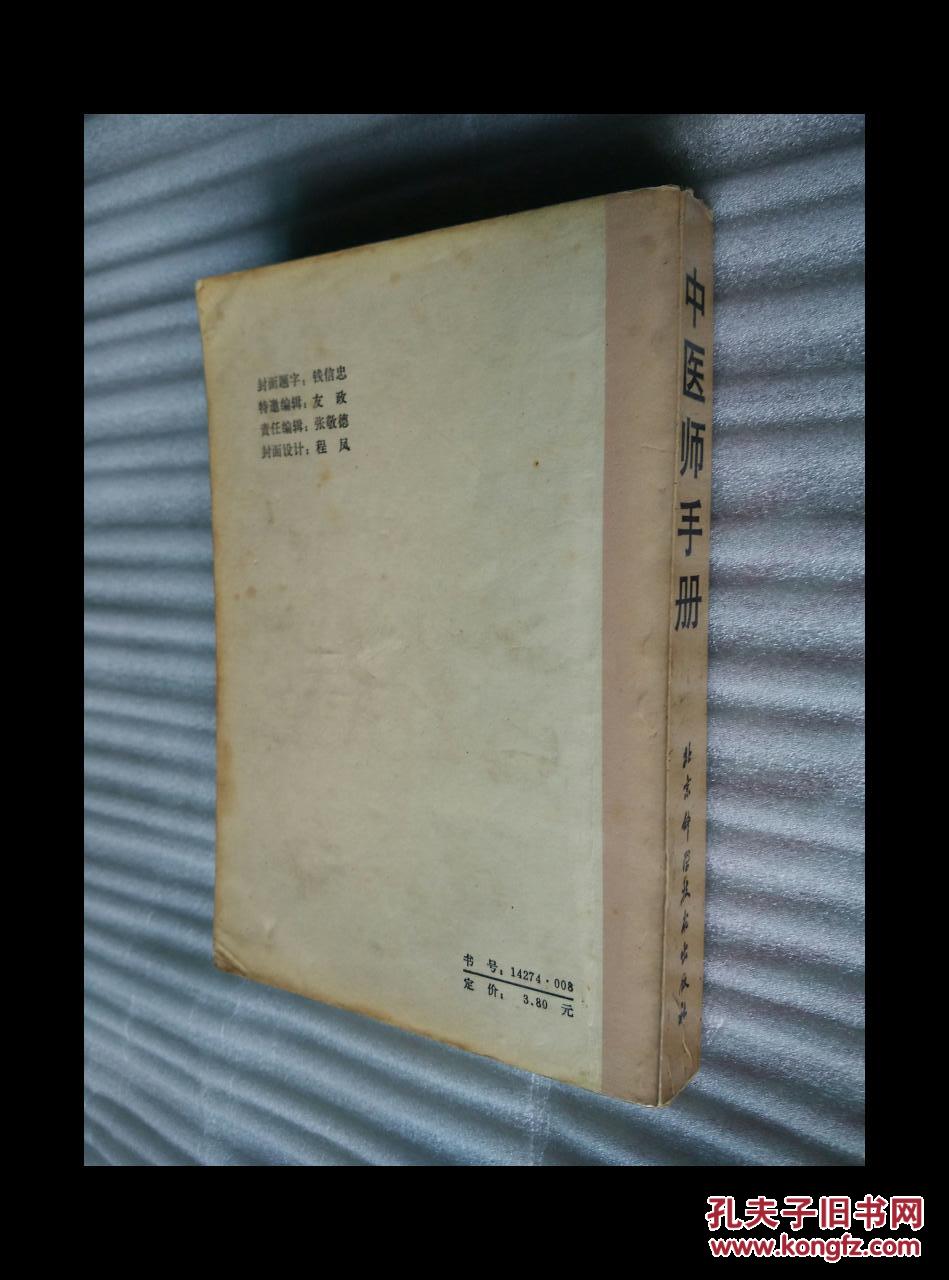 封面题字：钱信忠
特邀编辑：友 政
责任编辑：张敬德
封面设计：程 凤
书 号：14274·008
定 价： 3.80 元
中医师手册
北京科学技术出版社
孔夫子旧书网
www.kongfz.com